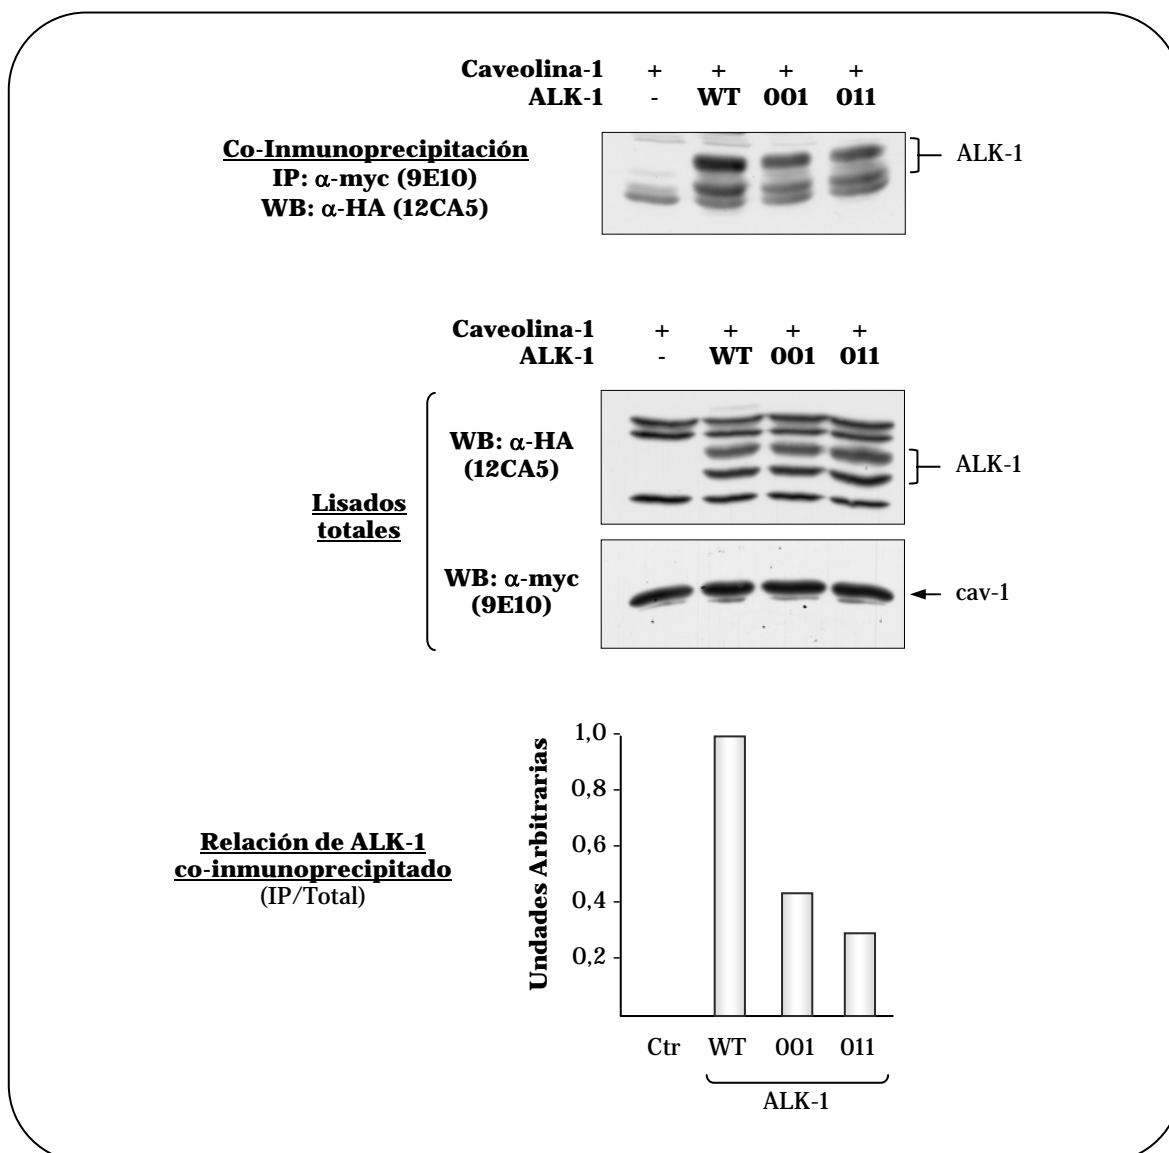 Caveolina-1 + + + +
ALK-1 - WT 001 011
Co-Inmunoprecipitación
IP: α-myc (9E10)
WB: α-HA (12CA5)
ALK-1
Caveolina-1 + + + +
ALK-1 - WT 001 011
Lisados
totales
WB: α-HA
(12CA5)
ALK-1
WB: α-myc
(9E10)
cav-1
Relación de ALK-1
co-inmunoprecipitado
(IP/Total)
Undades Arbitrarias
1,0
0,8
0,6
0,4
0,2
Ctr WT 001 011
ALK-1